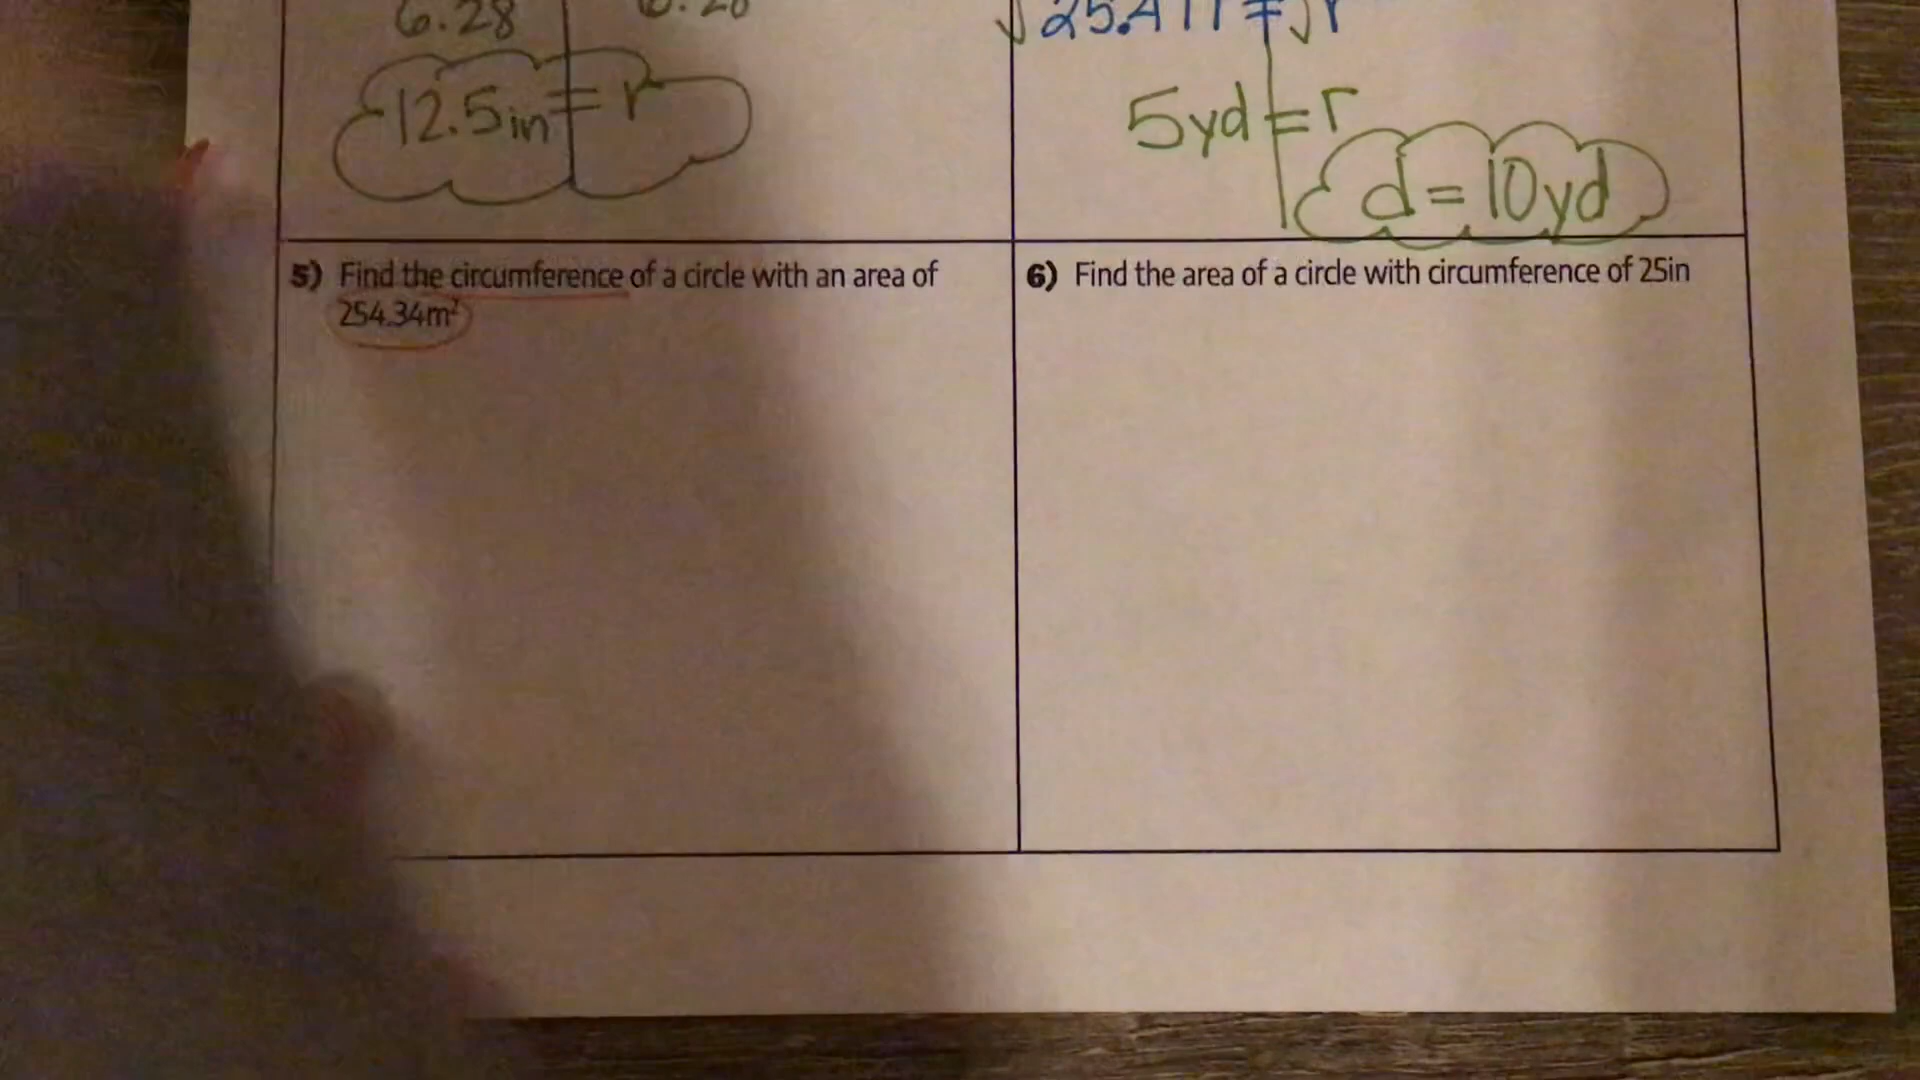 6.28
12.5in = r
5yd = r
d = 10yd
5) Find the circumference of a circle with an area of
254.34m²
6) Find the area of a circle with circumference of 25in